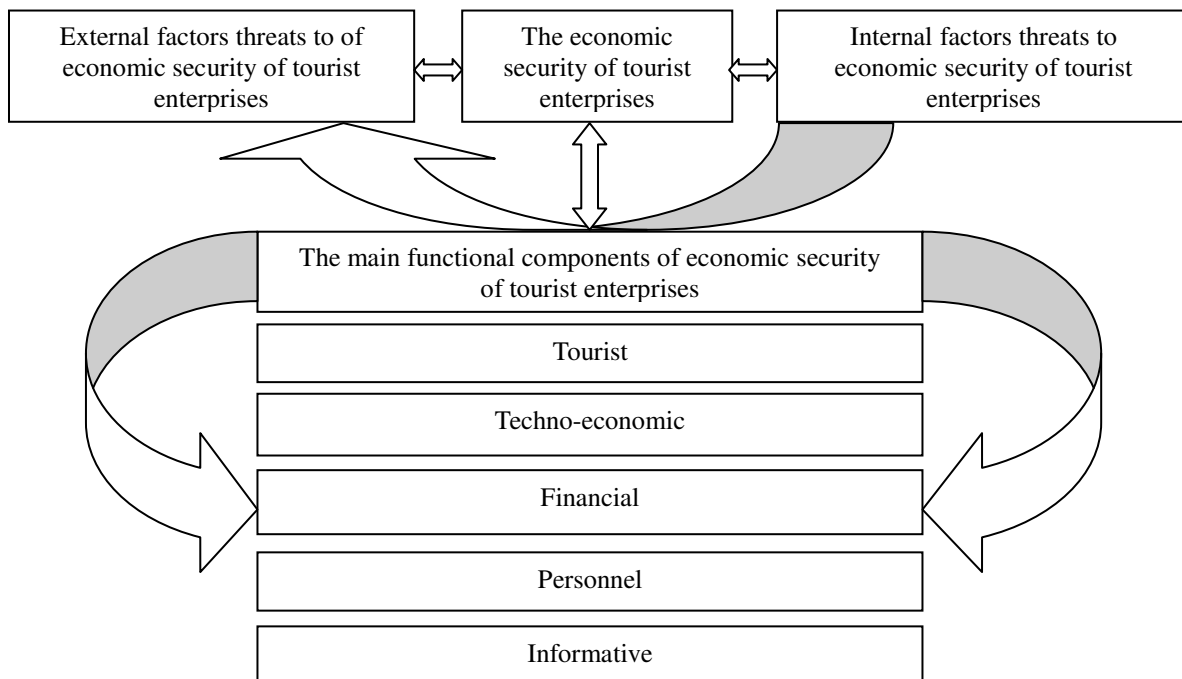 External factors threats to of
economic security of tourist
enterprises
The economic
security of tourist
enterprises
Internal factors threats to
economic security of tourist
enterprises
The main functional components of economic security
of tourist enterprises
Tourist
Techno-economic
Financial
Personnel
Informative